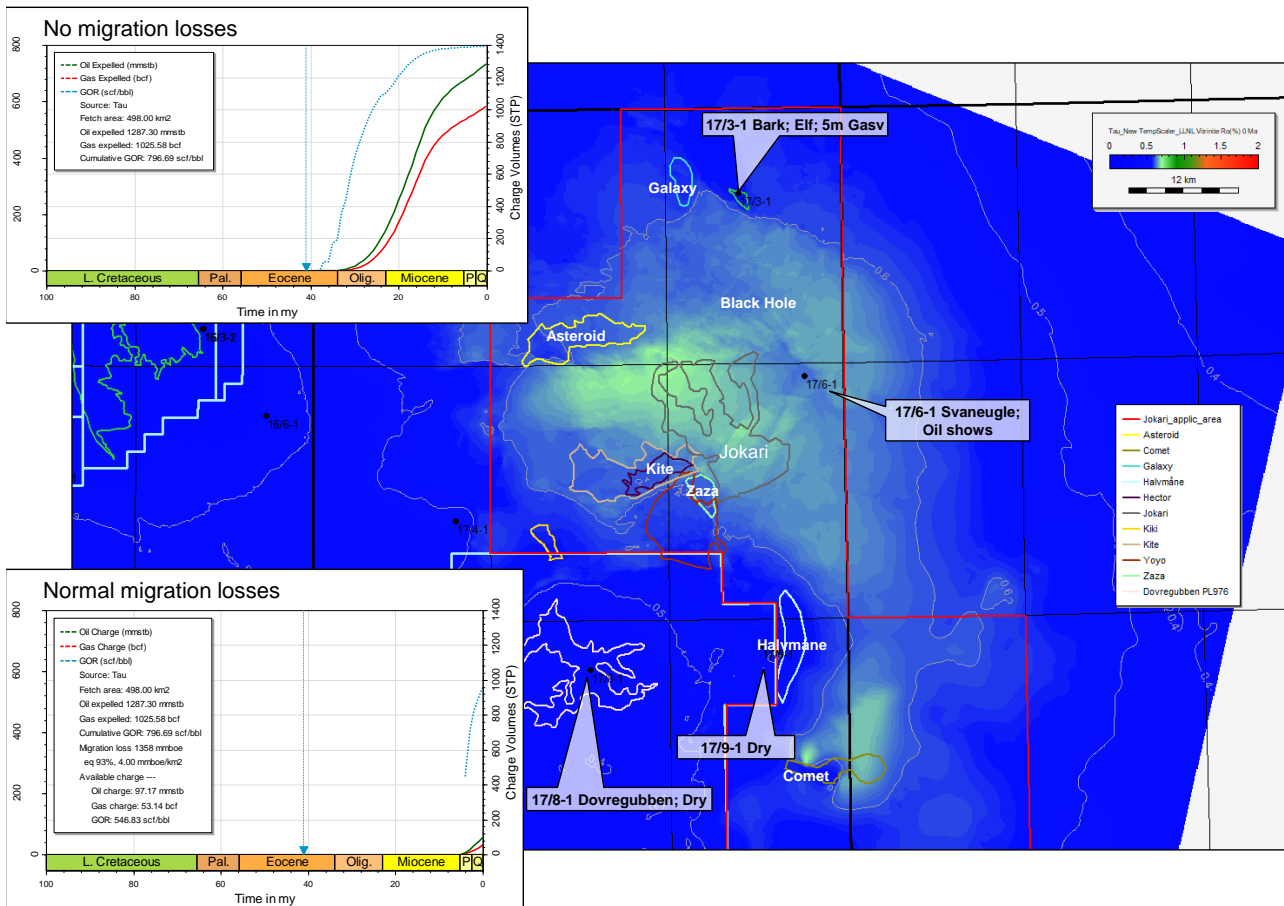 No migration losses
800
600
400
200
0
Oil Expelled (mmstb)
Gas Expelled (bcf)
GOR (scf/bbl)
Source: Tau
Fetch area: 498.00 km2
Oil expelled 1287.30 mmstb
Gas expelled: 1025.58 bcf
Cumulative GOR: 796.69 scf/bbl
1400
1200
1000
800
600
400
200
0
Charge Volumes (STP)
L. Cretaceous Pal. Eocene Olig. Miocene P Q
100 80 60 40 20 0
Time in my
17/3-1 Bark; Elf; 5m Gasv
Tau_New TempScaler_LLNL Vitrinite Ro(%) 0 Ma
0 0.5 1 1.5 2
12 km
Galaxy
17/3-1
0.6
0.5
0.4
Black Hole
16/3-2
Asteroid
17/6-1
16/6-1
17/6-1 Svaneugle;
Oil shows
Jokari
Kite
Zaza
17/4-1
Jokari_applic_area
Asteroid
Comet
Galaxy
Halvmåne
Hector
Jokari
Kiki
Kite
Yoyo
Zaza
Dovregubben PL976
Normal migration losses
800
600
400
200
0
Oil Charge (mmstb)
Gas Charge (bcf)
GOR (scf/bbl)
Source: Tau
Fetch area: 498.00 km2
Oil expelled 1287.30 mmstb
Gas expelled: 1025.58 bcf
Cumulative GOR: 796.69 scf/bbl
Migration loss 1358 mmboe
eq 93%, 4.00 mmboe/km2
Available charge ---
Oil charge: 97.17 mmstb
Gas charge: 53.14 bcf
GOR: 546.83 scf/bbl
1400
1200
1000
800
600
400
200
0
Charge Volumes (STP)
L. Cretaceous Pal. Eocene Olig. Miocene P Q
100 80 60 40 20 0
Time in my
0.5
Halvmåne
17/9-1 Dry
17/8-1 Dovregubben; Dry
Comet